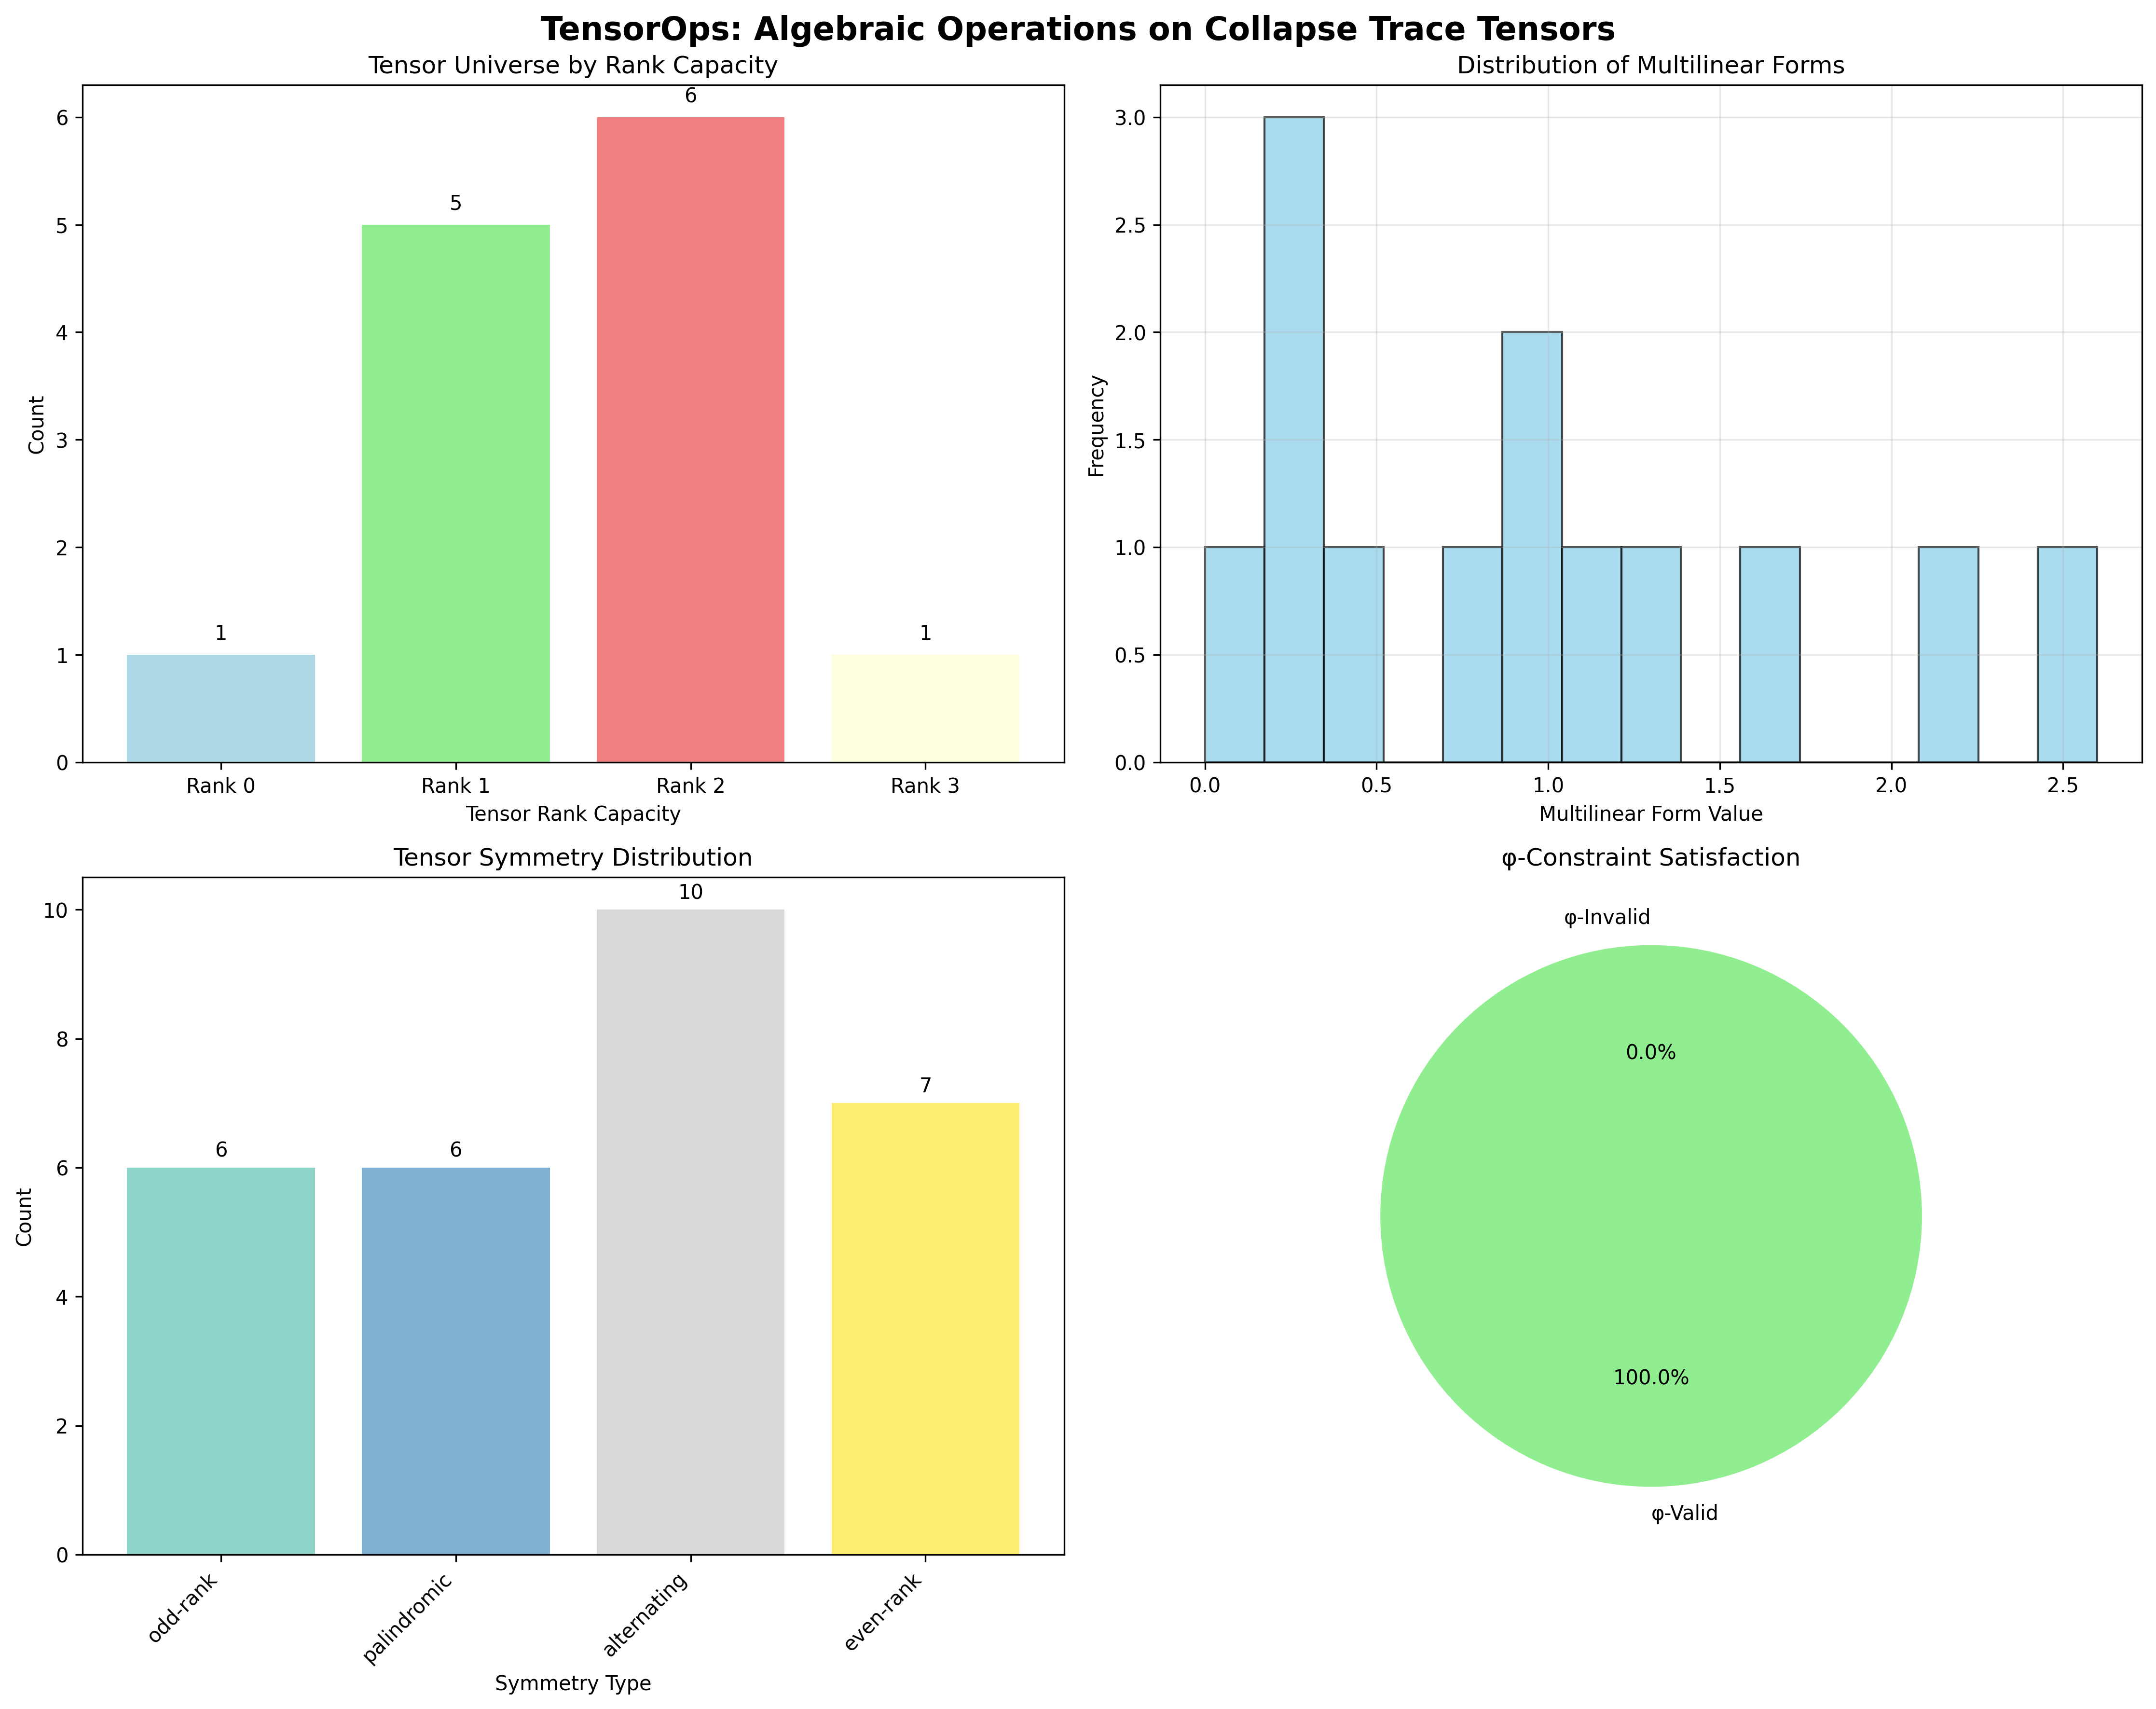 TensorOps: Algebraic Operations on Collapse Trace Tensors
Tensor Universe by Rank Capacity
6
5
1
1
6
5
4
3
2
1
0
Count
Rank 0 Rank 1 Rank 2 Rank 3
Tensor Rank Capacity
Distribution of Multilinear Forms
3.0
2.5
2.0
1.5
1.0
0.5
0.0
Frequency
0.0 0.5 1.0 1.5 2.0 2.5
Multilinear Form Value
Tensor Symmetry Distribution
10
7
6 6
10
8
6
4
2
0
Count
odd-rank palindromic alternating even-rank
Symmetry Type
φ-Constraint Satisfaction
φ-Invalid
0.0%
100.0%
φ-Valid